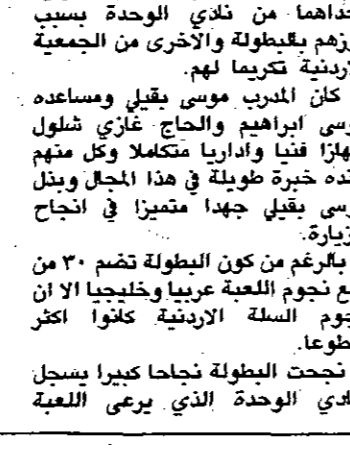 احداهما من نادي الوحدة بسبب
فوزهم بالبطولة والاخرى من الجمعية
الاردنية تكريما لهم.
كان المدرب موسى بقيلي ومساعده
موسى ابراهيم والحاج غازي شلول
جهازا فنيا واداريا متكاملا وكل منهم
عنده خبرة طويلة في هذا المجال وبذل
موسى بقيلي جهدا متميزا في انجاح
الزيارة.
بالرغم من كون البطولة تضم ٣٠ من
نجوم اللعبة عربيا وخليجيا الا ان
نجوم السلة الاردنية كانوا اكثر
سطوعا.
نجحت البطولة نجاحا كبيرا يسجل
لنادي الوحدة الذي يرعى اللعبة